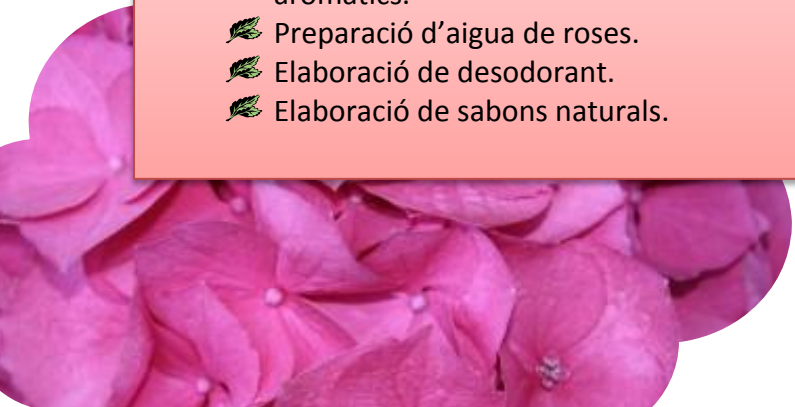 Preparació d’aigua de roses.
Elaboració de desodorant.
Elaboració de sabons naturals.